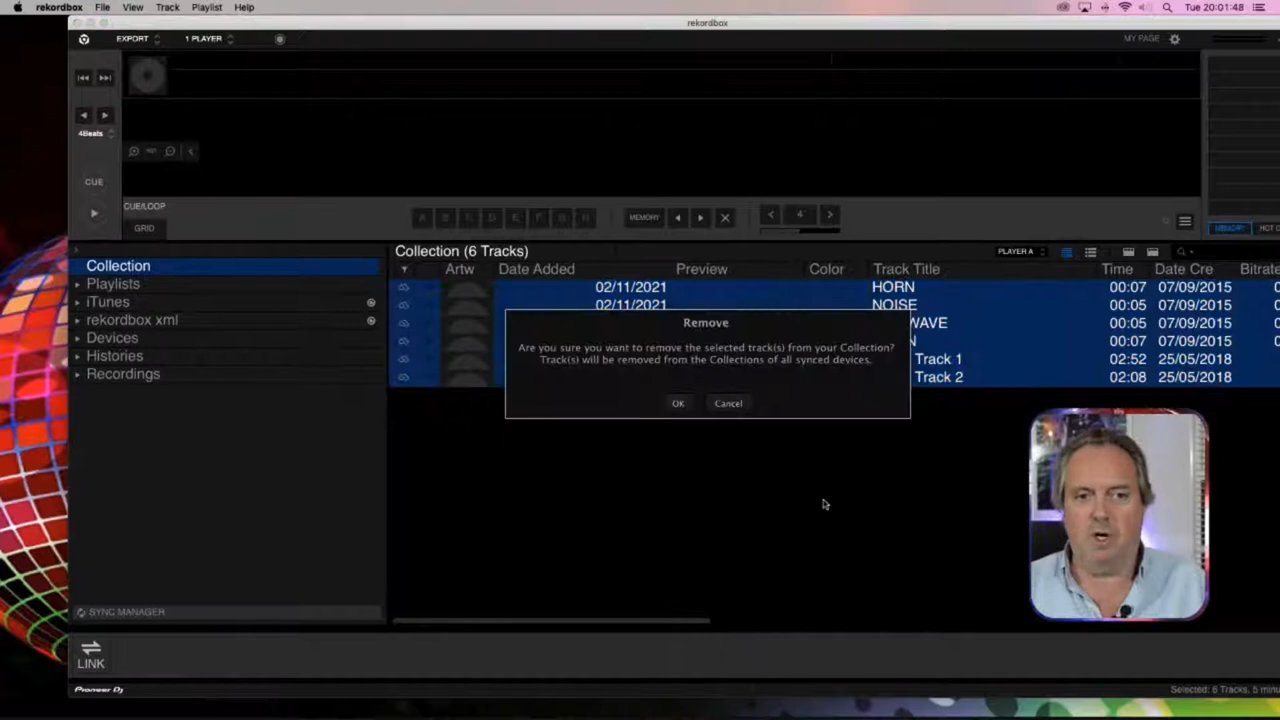 rekordbox File View Track Playlist Help
Tue 20:01:48
rekordbox
EXPORT 1 PLAYER
MY PAGE
4Beats
CUE
CUE/LOOP
GRID
A B C D E F G H
MEMORY
4
MEMORY HOT C
Collection
Playlists
iTunes
rekordbox xml
Devices
Histories
Recordings
Collection (6 Tracks)
PLAYER A
Artw Date Added Preview Color Track Title Time Date Cre Bitrate
02/11/2021 HORN 00:07 07/09/2015
02/11/2021 NOISE 00:05 07/09/2015
WAVE 00:05 07/09/2015
N 00:07 07/09/2015
Track 1 02:52 25/05/2018
Track 2 02:08 25/05/2018
Remove
Are you sure you want to remove the selected track(s) from your Collection?
Track(s) will be removed from the Collections of all synced devices.
OK Cancel
SYNC MANAGER
LINK
Pioneer Dj
Selected: 6 Tracks, 5 minu